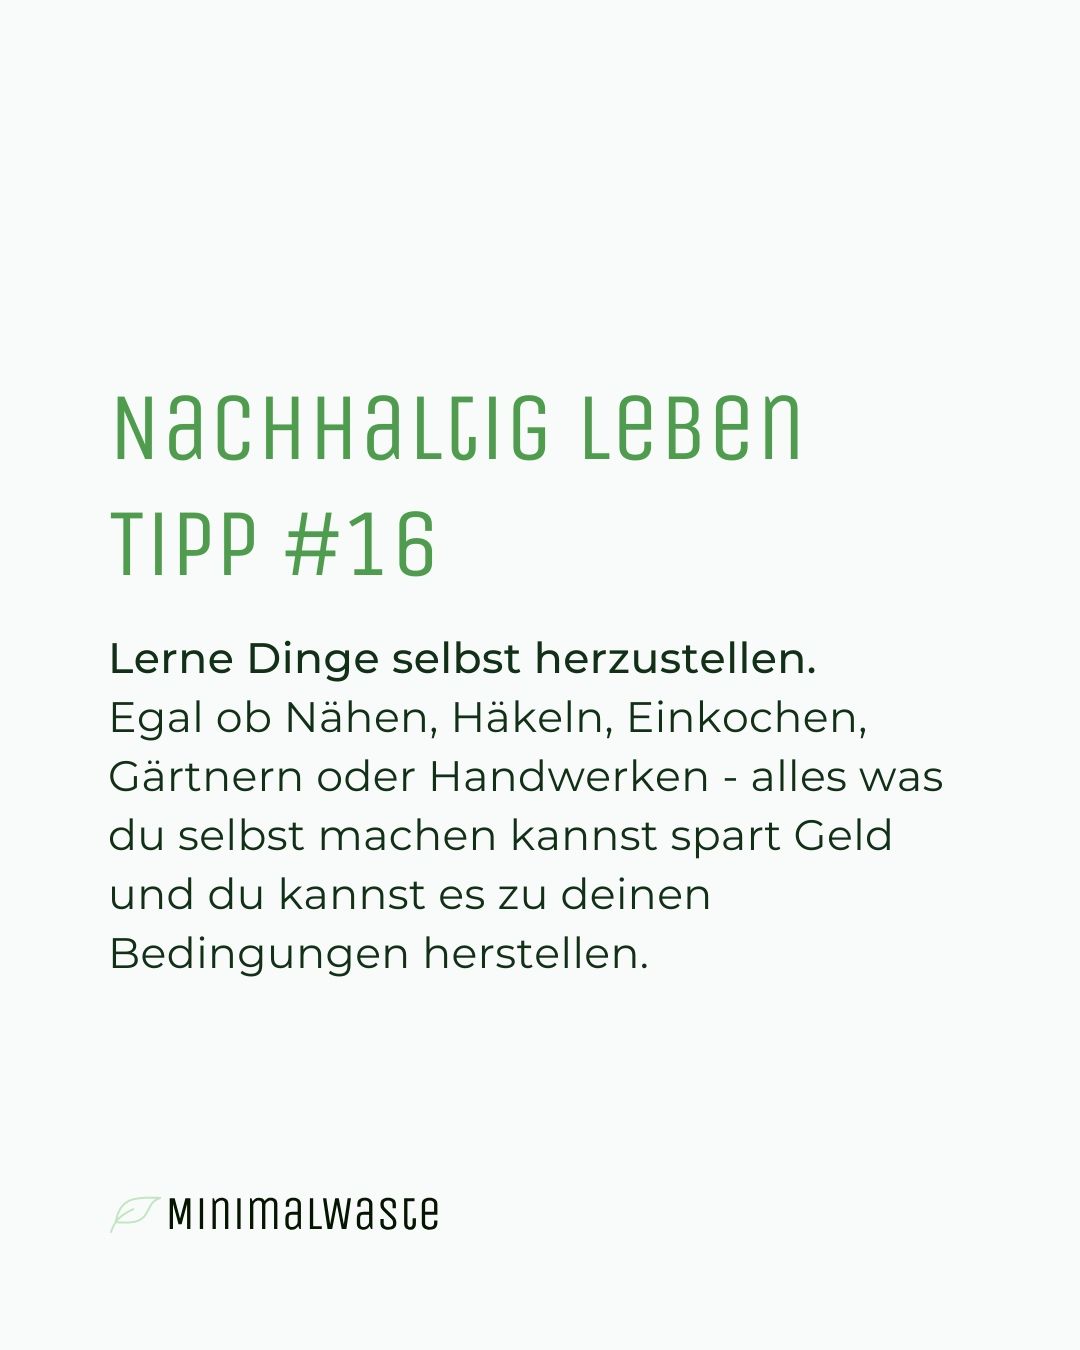 Nachhaltig Leben
Tipp #16
Lerne Dinge selbst herzustellen.
Egal ob Nähen, Häkeln, Einkochen,
Gärtnern oder Handwerken - alles was
du selbst machen kannst spart Geld
und du kannst es zu deinen
Bedingungen herstellen.
Minimalwaste